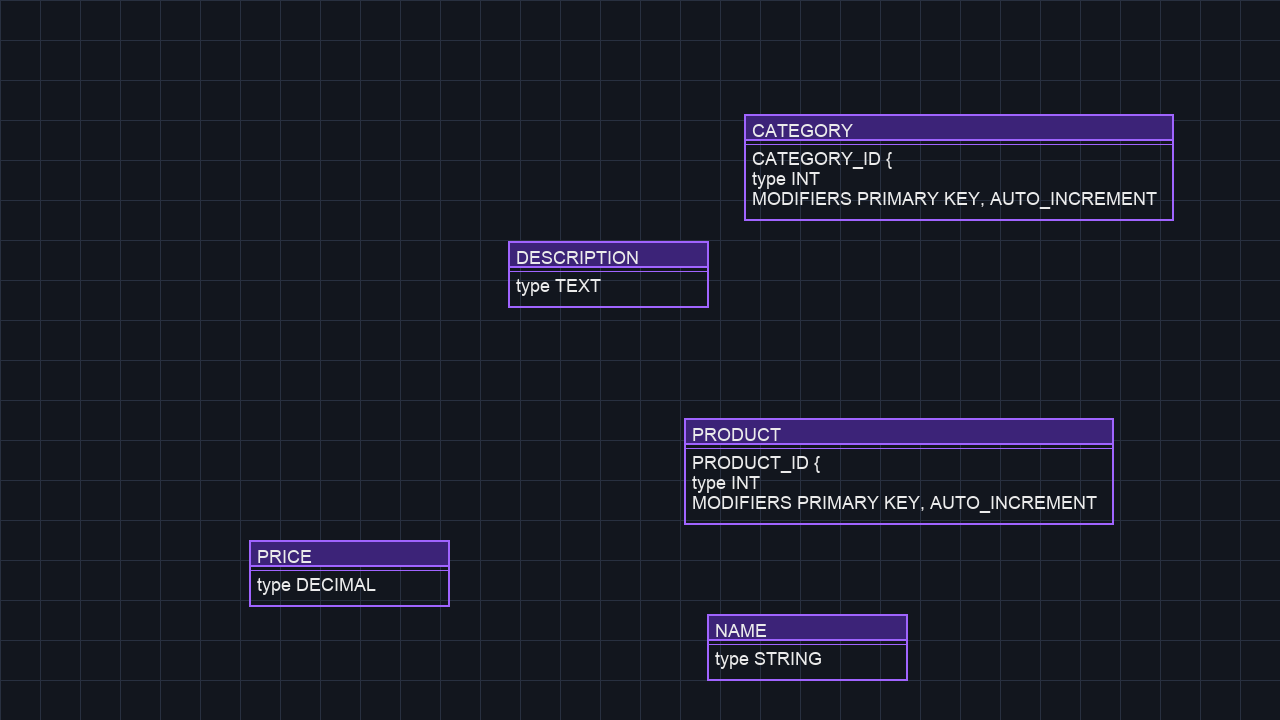 CATEGORY
CATEGORY_ID {
type INT
MODIFIERS PRIMARY KEY, AUTO_INCREMENT
DESCRIPTION
type TEXT
PRODUCT
PRODUCT_ID {
type INT
MODIFIERS PRIMARY KEY, AUTO_INCREMENT
PRICE
type DECIMAL
NAME
type STRING